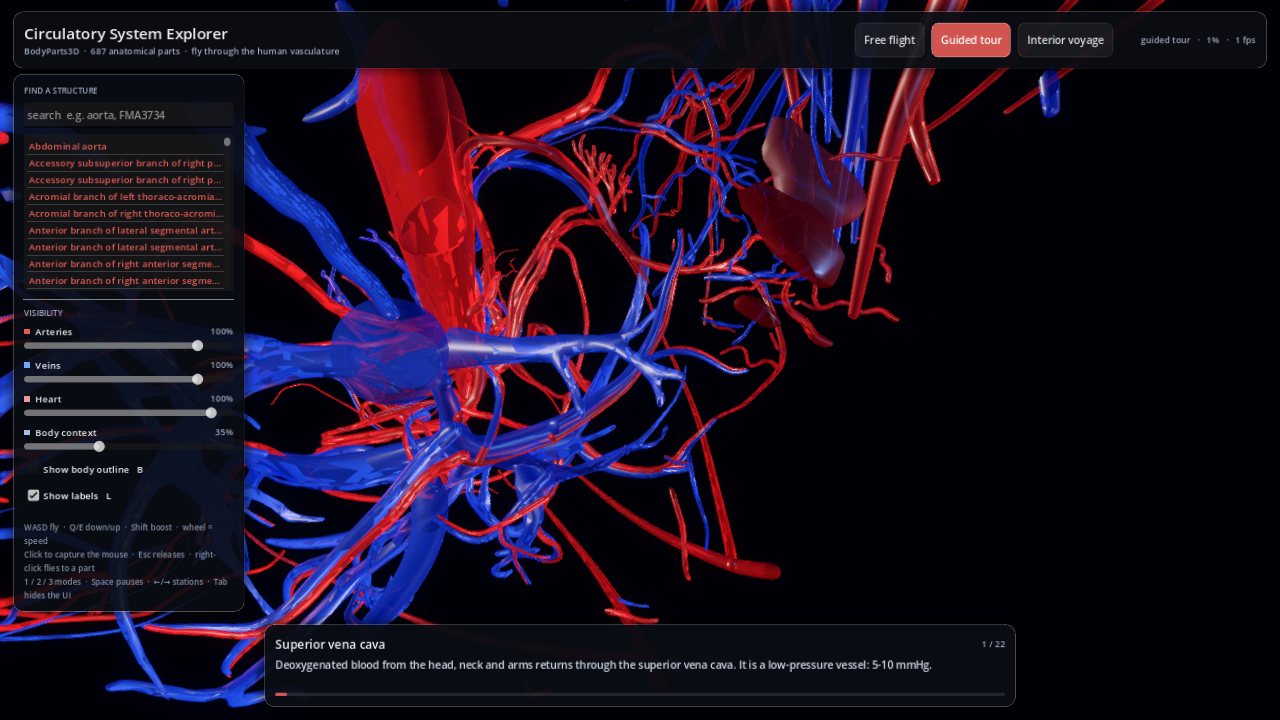 Circulatory System Explorer
BodyParts3D · 687 anatomical parts · fly through the human vasculature
Free flight
Guided tour
Interior voyage
guided tour · 1% · 1 fps
FIND A STRUCTURE
search e.g. aorta, FMA3734
Abdominal aorta
Accessory subsuperior branch of right p...
Accessory subsuperior branch of right p...
Acromial branch of left thoraco-acromia...
Acromial branch of right thoraco-acromi...
Anterior branch of lateral segmental art...
Anterior branch of lateral segmental art...
Anterior branch of right anterior segme...
Anterior branch of right anterior segme...
VISIBILITY
Arteries 100%
Veins 100%
Heart 100%
Body context 35%
Show body outline B
Show labels L
WASD fly · Q/E down/up · Shift boost · wheel =
speed
Click to capture the mouse · Esc releases · right-
click flies to a part
1 / 2 / 3 modes · Space pauses · ←/→ stations · Tab
hides the UI
Superior vena cava 1 / 22
Deoxygenated blood from the head, neck and arms returns through the superior vena cava. It is a low-pressure vessel: 5-10 mmHg.